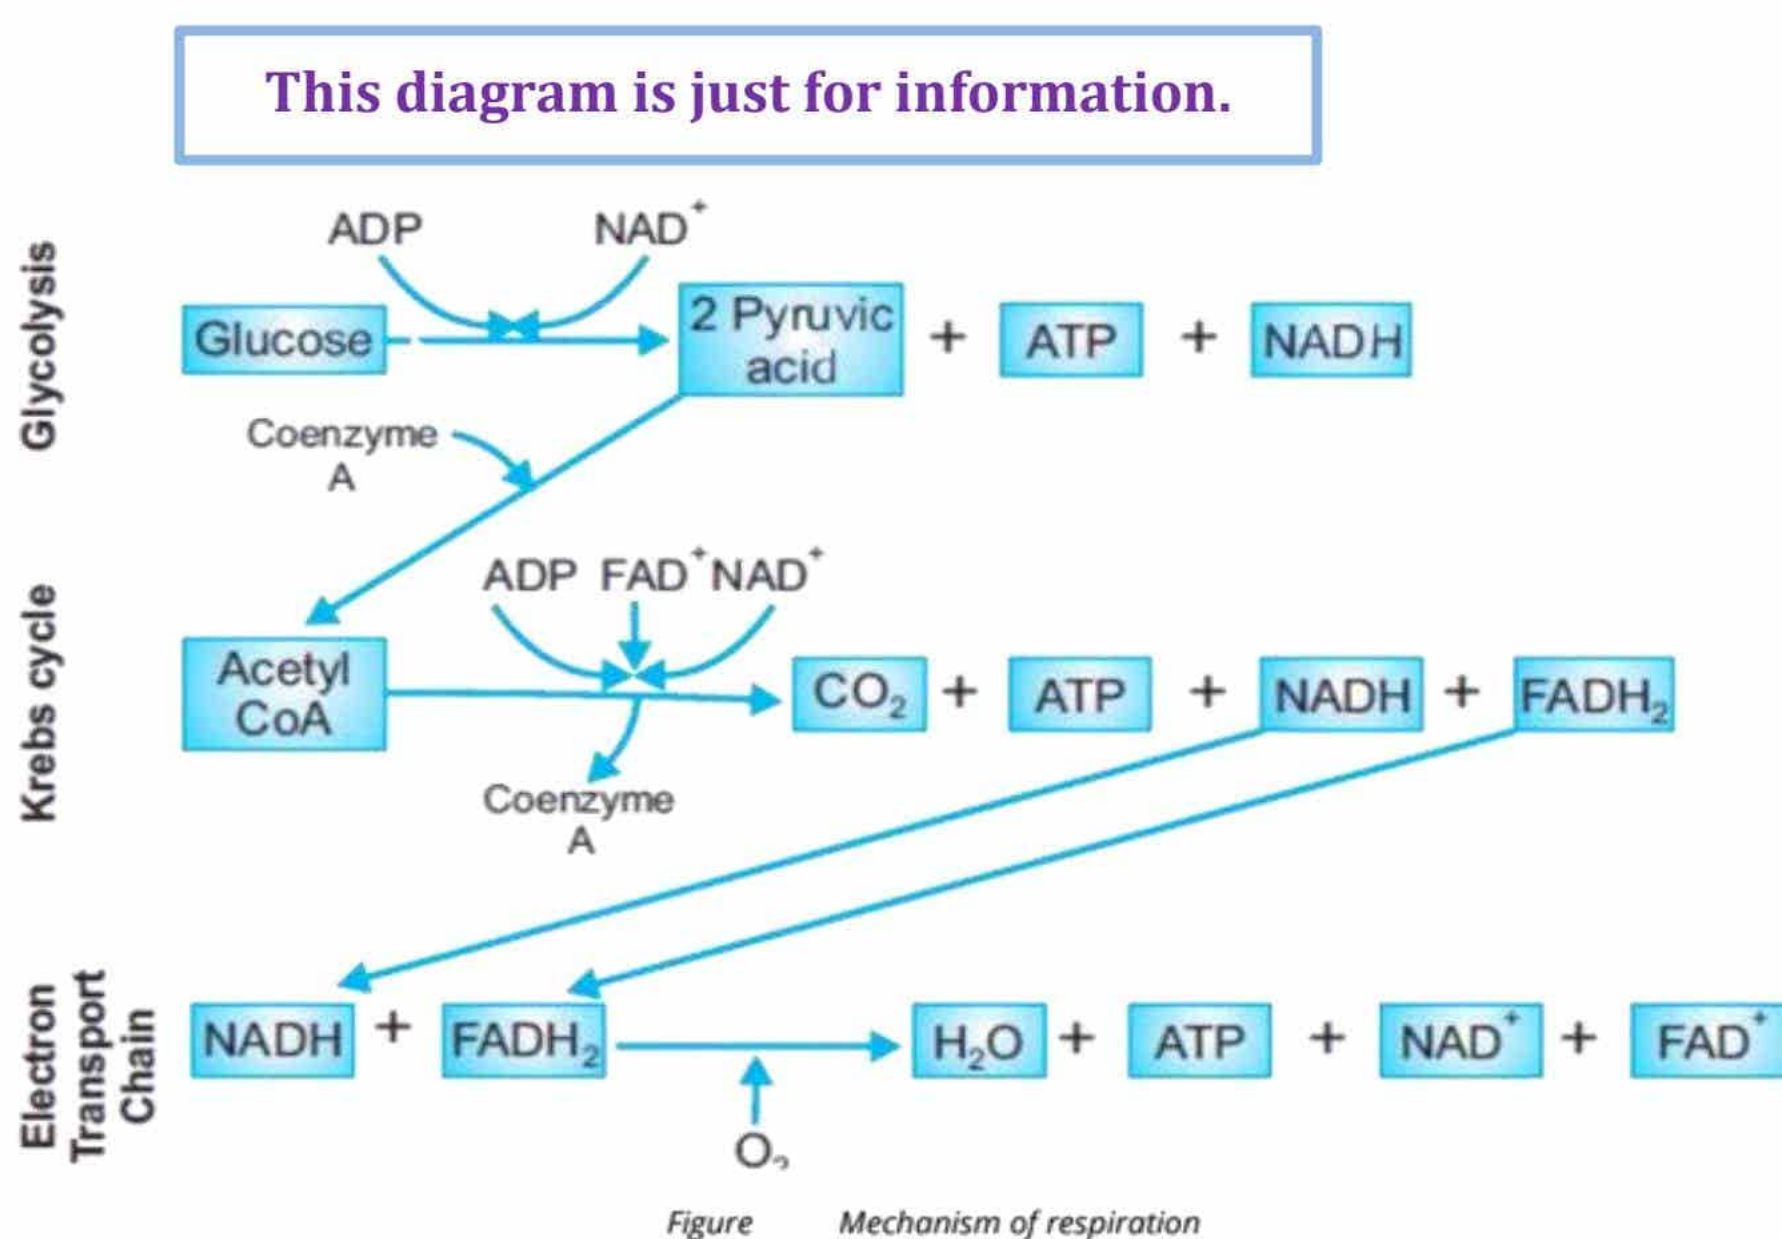 This diagram is just for information.
Glycolysis
ADP NAD⁺
Glucose 2 Pyruvic acid + ATP + NADH
Coenzyme A
Krebs cycle
ADP FAD⁺ NAD⁺
Acetyl CoA CO₂ + ATP + NADH + FADH₂
Coenzyme A
Electron Transport Chain
NADH + FADH₂ H₂O + ATP + NAD⁺ + FAD⁺
O₂
Figure Mechanism of respiration